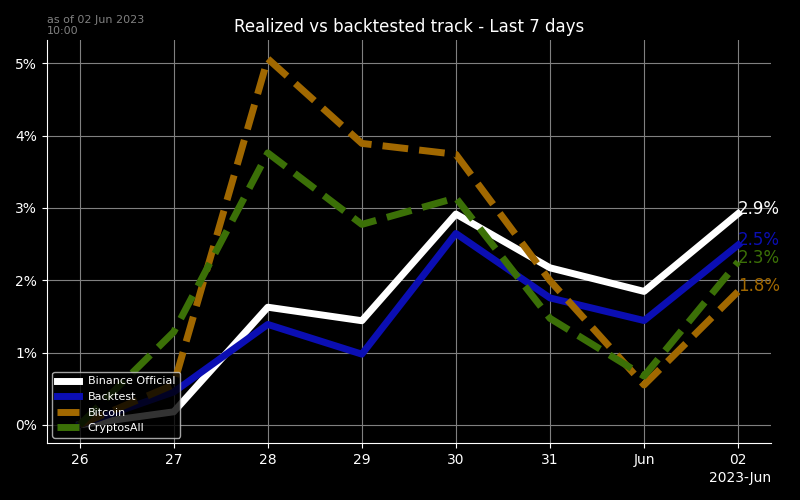 as of 02 Jun 2023
10:00
Realized vs backtested track - Last 7 days
5%
4%
3%
2%
1%
0%
2.9%
2.5%
2.3%
1.8%
Binance Official
Backtest
Bitcoin
CryptosAll
26 27 28 29 30 31 Jun 02
2023-Jun